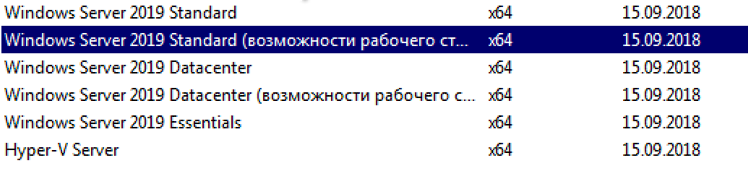 Windows Server 2019 Standard x64 15.09.2018
Windows Server 2019 Standard (возможности рабочего ст... x64 15.09.2018
Windows Server 2019 Datacenter x64 15.09.2018
Windows Server 2019 Datacenter (возможности рабочего с... x64 15.09.2018
Windows Server 2019 Essentials x64 15.09.2018
Hyper-V Server x64 15.09.2018